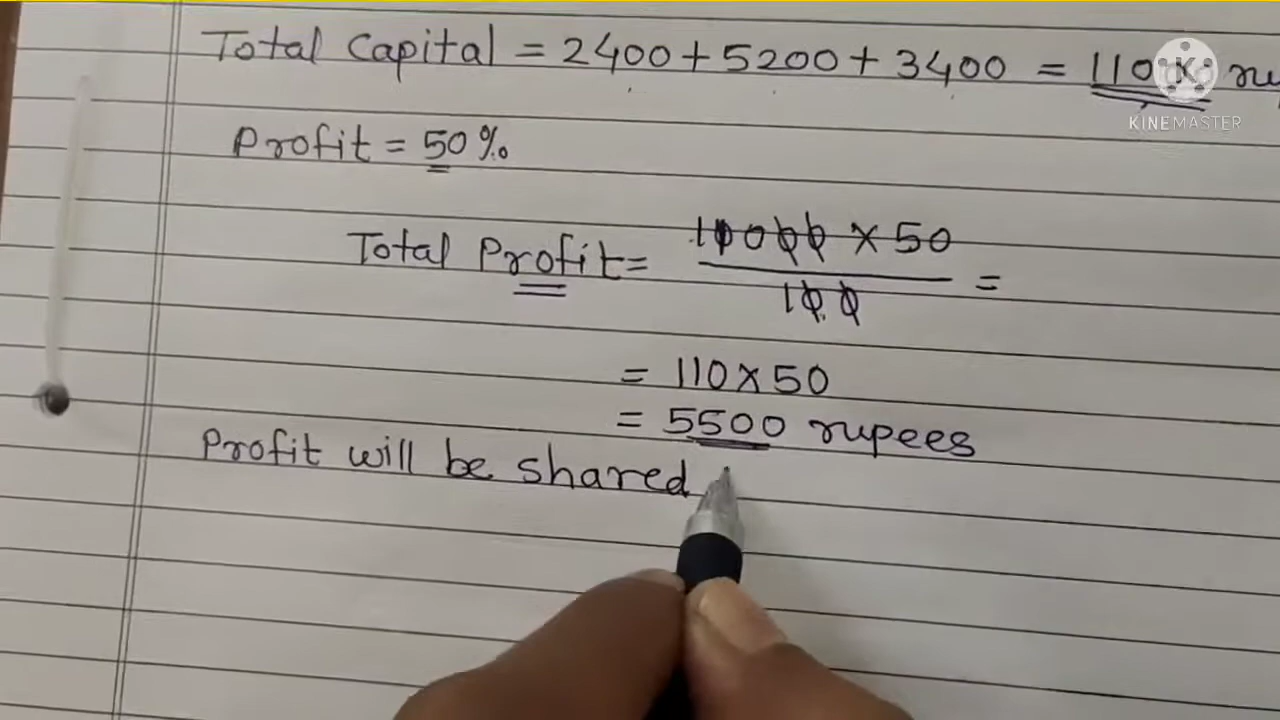 Total Capital = 2400 + 5200 + 3400 = 110
KINEMASTER
Profit = 50%
Total Profit = 11000 × 50 / 100 =
= 110 × 50
= 5500 rupees
Profit will be shared